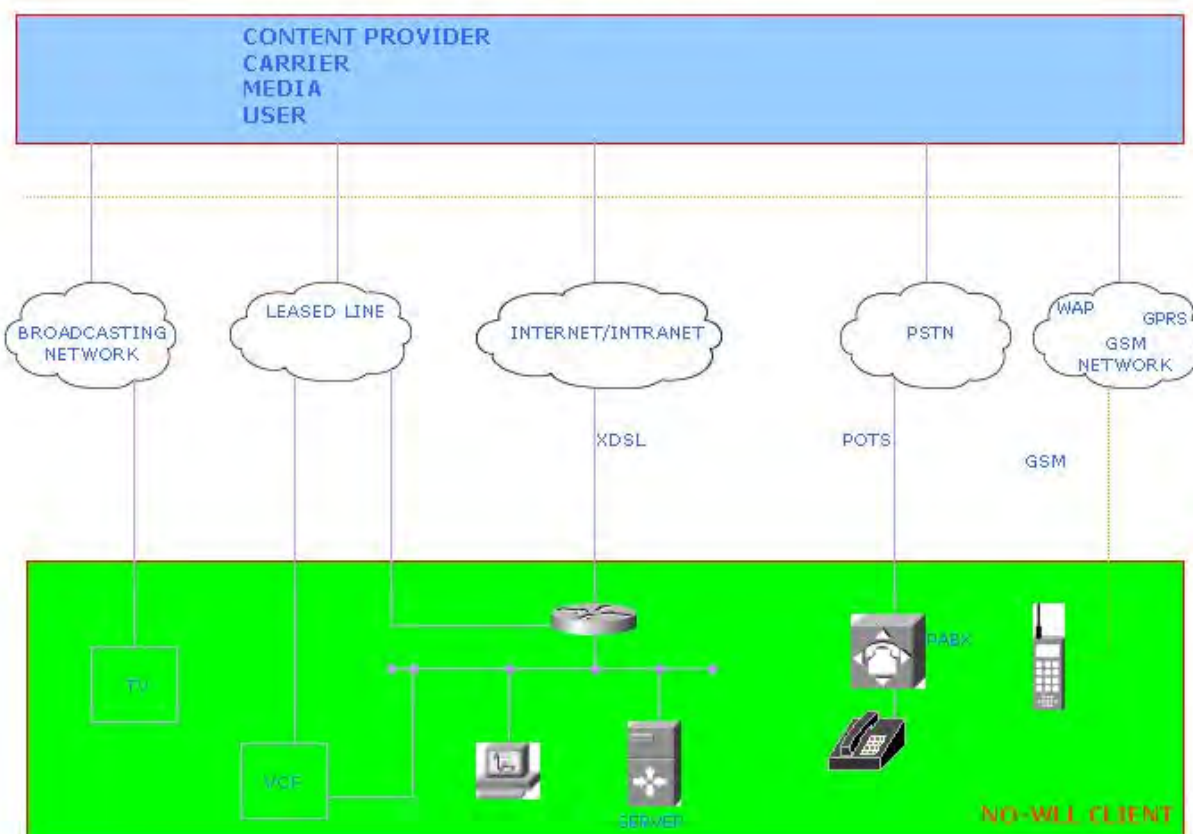 CONTENT PROVIDER
CARRIER
MEDIA
USER
BROADCASTING
NETWORK
LEASED LINE
INTERNET/INTRANET
PSTN
WAP
GPRS
GSM
NETWORK
XDSL
POTS
GSM
TV
VCF
PABX
SERVER
NO-WLL CLIENT